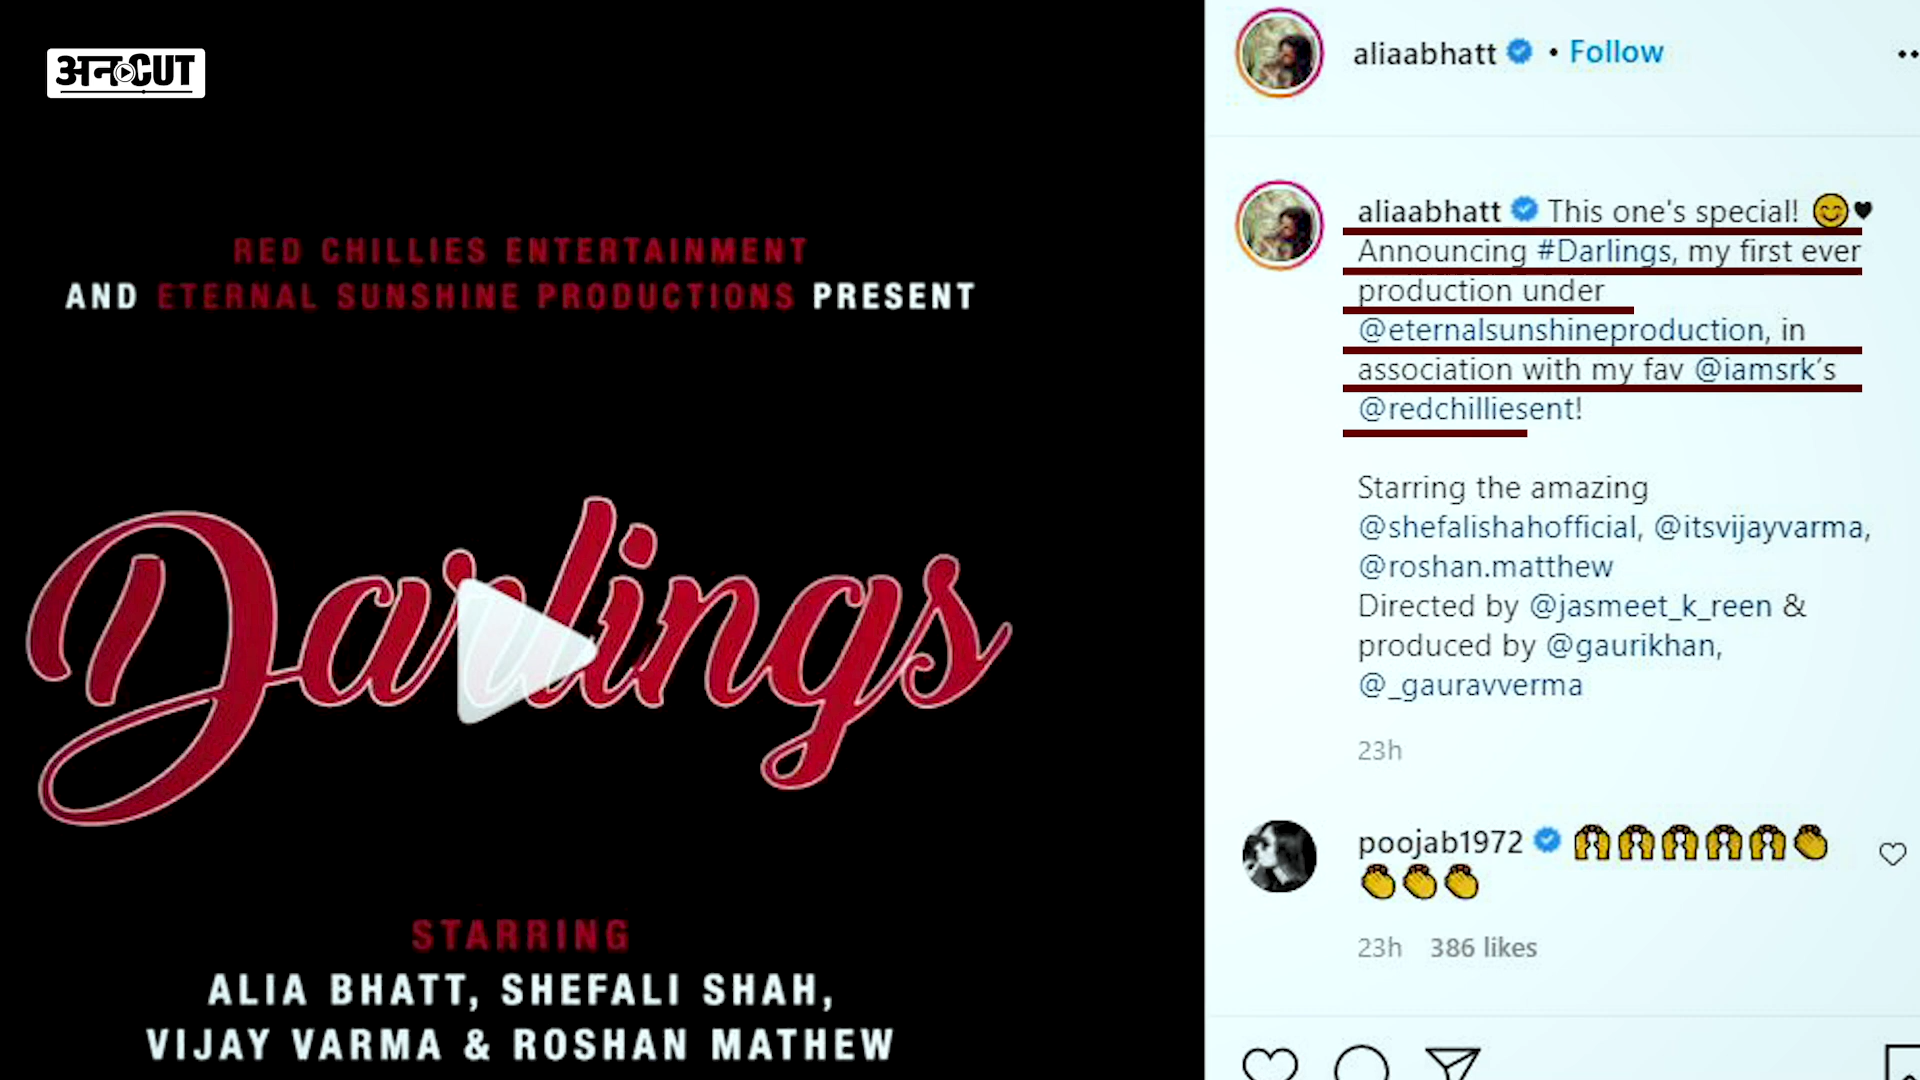 अनCUT
RED CHILLIES ENTERTAINMENT
AND ETERNAL SUNSHINE PRODUCTIONS PRESENT
Darlings
STARRING
ALIA BHATT, SHEFALI SHAH,
VIJAY VARMA & ROSHAN MATHEW
aliaabhatt • Follow
aliaabhatt This one's special! 😊♥
Announcing #Darlings, my first ever
production under
@eternalsunshineproduction, in
association with my fav @iamsrk's
@redchilliesent!
Starring the amazing
@shefalishahofficial, @itsvijayvarma,
@roshan.matthew
Directed by @jasmeet_k_reen &
produced by @gaurikhan,
@_gauravverma
23h
poojab1972 🙌🙌🙌🙌🙌👏
👏👏👏
23h 386 likes